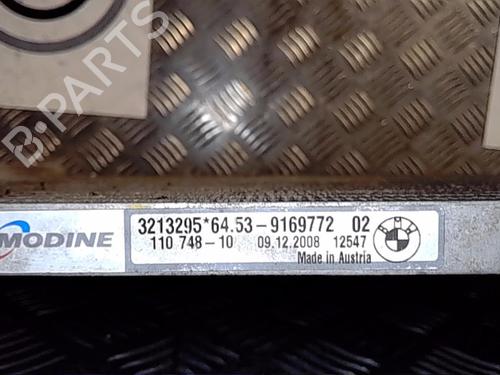 B-PARTS
MODINE
3213295*64.53-9169772 02
110 748-10 09.12.2008 12547
Made in Austria